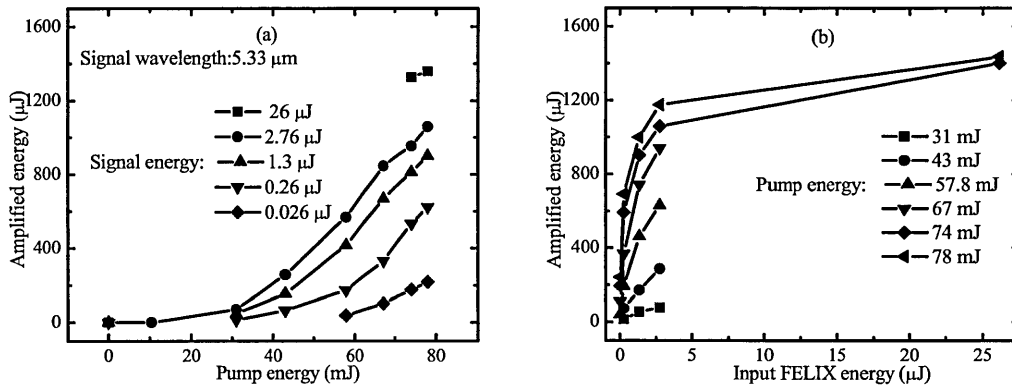 1600
1200
800
400
0
Amplified energy (μJ)
(a)
Signal wavelength:5.33 μm
Signal energy:
26 μJ
2.76 μJ
1.3 μJ
0.26 μJ
0.026 μJ
0 20 40 60 80
Pump energy (mJ)
1600
1200
800
400
0
Amplified energy (μJ)
(b)
Pump energy:
31 mJ
43 mJ
57.8 mJ
67 mJ
74 mJ
78 mJ
0 5 10 15 20 25
Input FELIX energy (μJ)